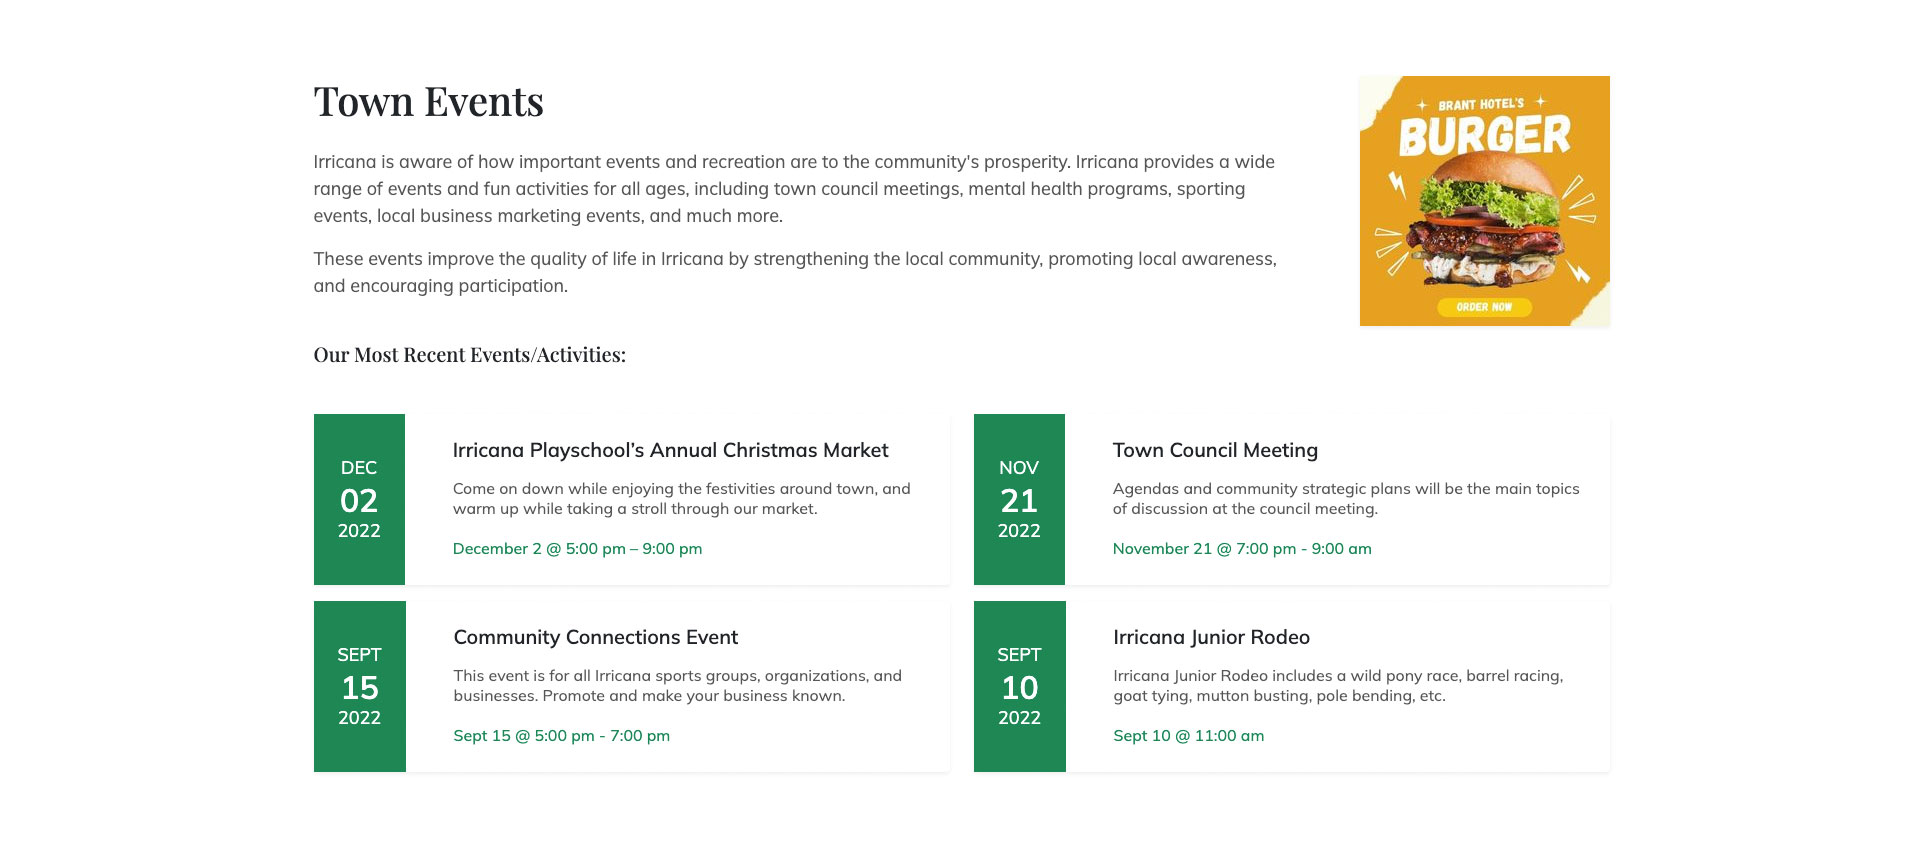 Town Events
Irricana is aware of how important events and recreation are to the community's prosperity. Irricana provides a wide
range of events and fun activities for all ages, including town council meetings, mental health programs, sporting
events, local business marketing events, and much more.
These events improve the quality of life in Irricana by strengthening the local community, promoting local awareness,
and encouraging participation.
BRANT HOTEL'S
BURGER
ORDER NOW
Our Most Recent Events/Activities:
DEC
02
2022
Irricana Playschool’s Annual Christmas Market
Come on down while enjoying the festivities around town, and
warm up while taking a stroll through our market.
December 2 @ 5:00 pm – 9:00 pm
NOV
21
2022
Town Council Meeting
Agendas and community strategic plans will be the main topics
of discussion at the council meeting.
November 21 @ 7:00 pm - 9:00 am
SEPT
15
2022
Community Connections Event
This event is for all Irricana sports groups, organizations, and
businesses. Promote and make your business known.
Sept 15 @ 5:00 pm - 7:00 pm
SEPT
10
2022
Irricana Junior Rodeo
Irricana Junior Rodeo includes a wild pony race, barrel racing,
goat tying, mutton busting, pole bending, etc.
Sept 10 @ 11:00 am